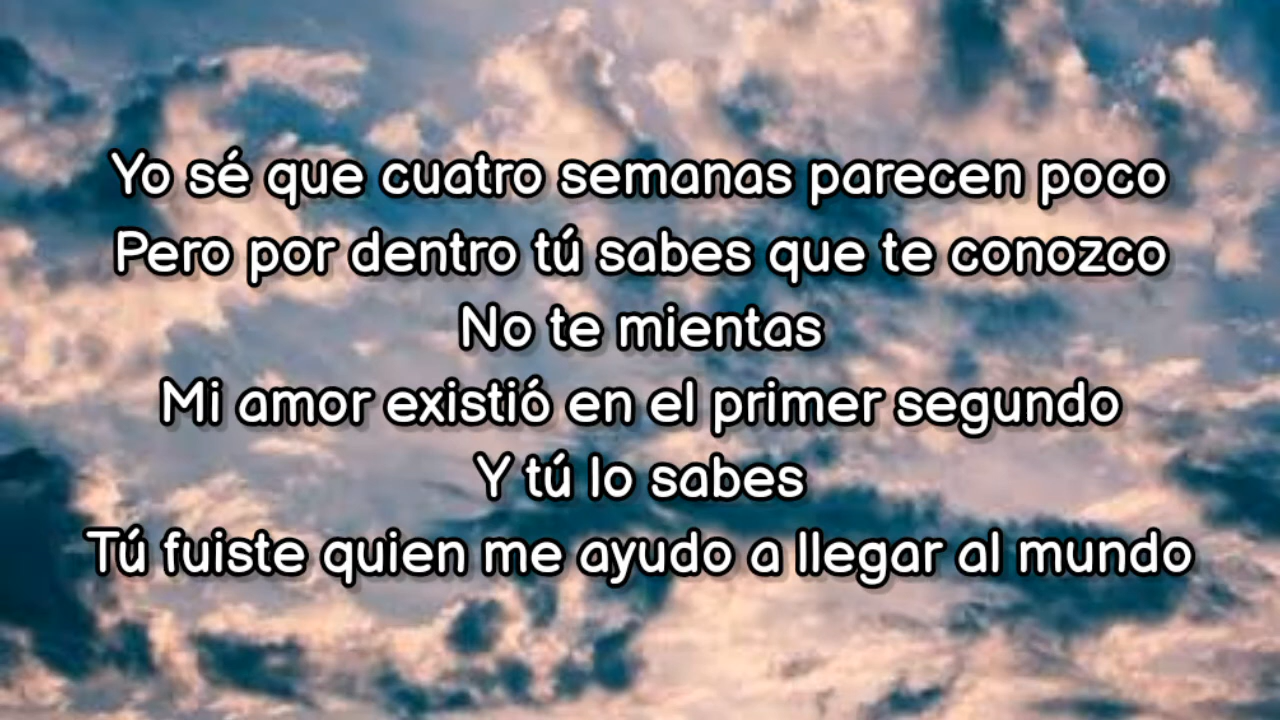 Yo sé que cuatro semanas parecen poco
Pero por dentro tú sabes que te conozco
No te mientas
Mi amor existió en el primer segundo
Y tú lo sabes
Tú fuiste quien me ayudo a llegar al mundo